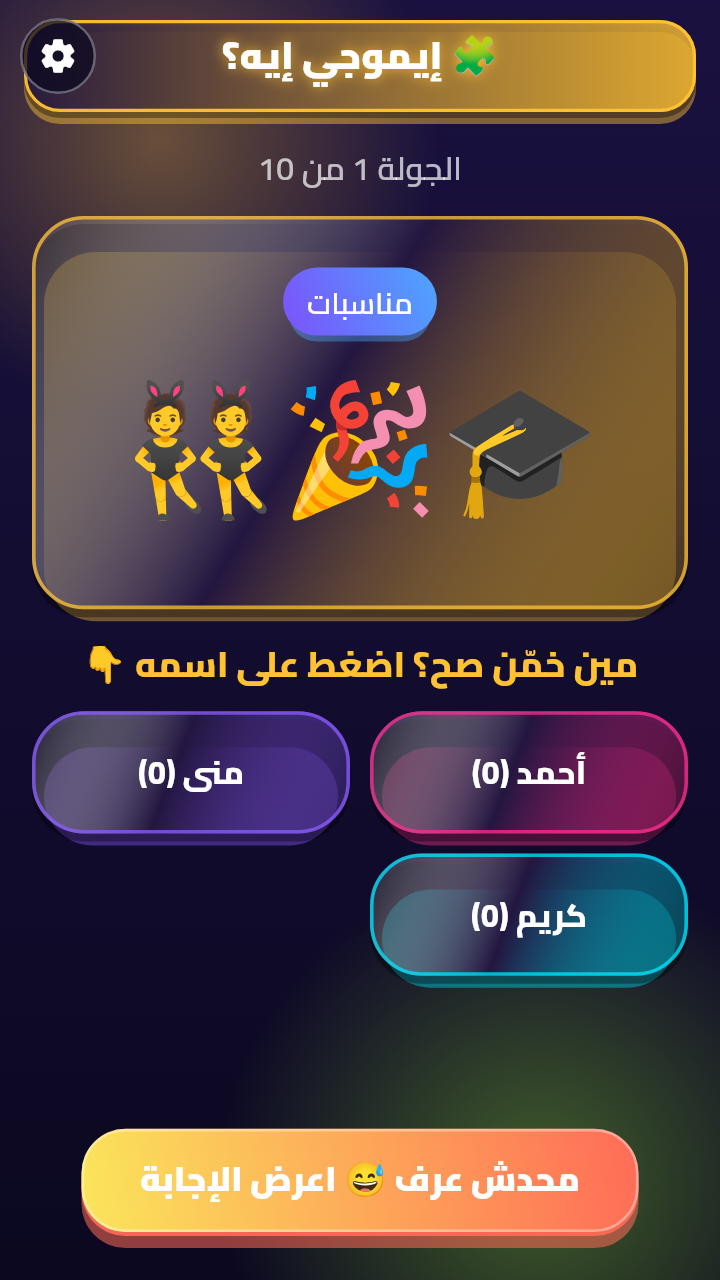 🧩 إيموجي إيه؟
الجولة 1 من 10
مناسبات
🎓🎉👯
مين خمّن صح؟ اضغط على اسمه 👇
أحمد (0)
منى (0)
كريم (0)
محدش عرف 😅 اعرض الإجابة